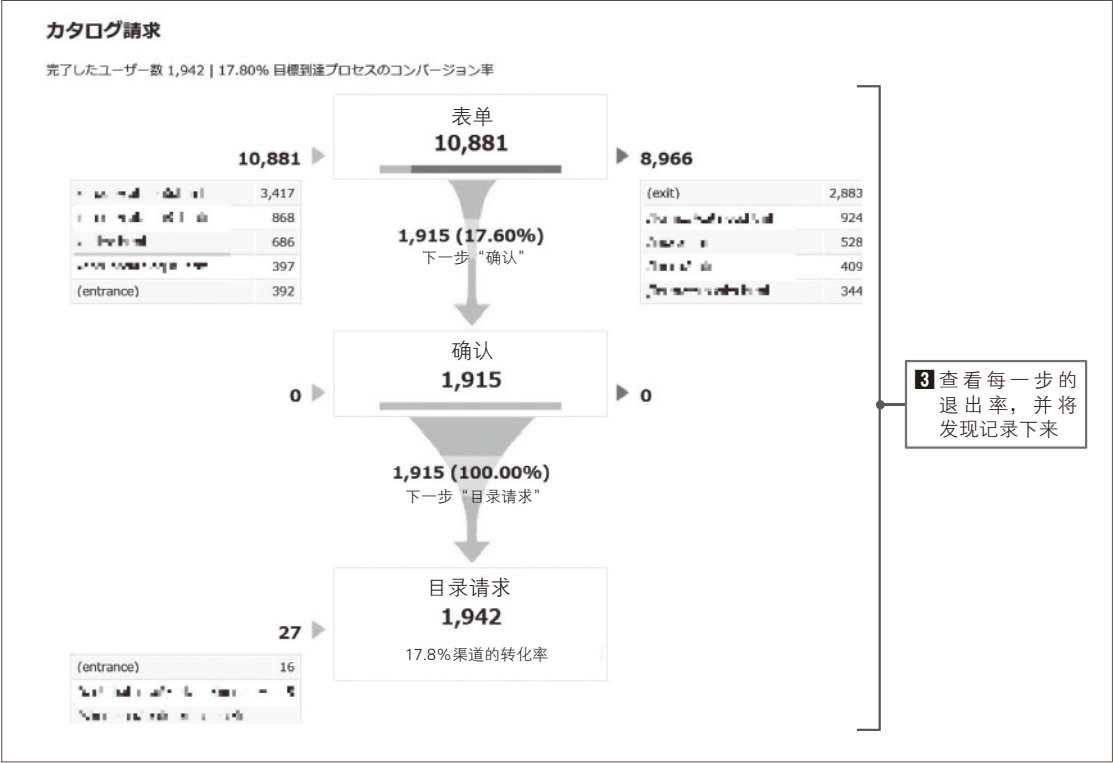 カタログ請求
完了したユーザー数 1,942 | 17.80% 目標到達プロセスのコンバージョン率
表单
10,881
10,881
8,966
3,417
868
686
397
(entrance) 392
(exit) 2,883
924
528
409
344
1,915 (17.60%)
下一步“确认”
确认
1,915
0
0
1,915 (100.00%)
下一步“目录请求”
目录请求
1,942
17.8%渠道的转化率
27
(entrance) 16
3 查看每一步的
退出率，并将
发现记录下来